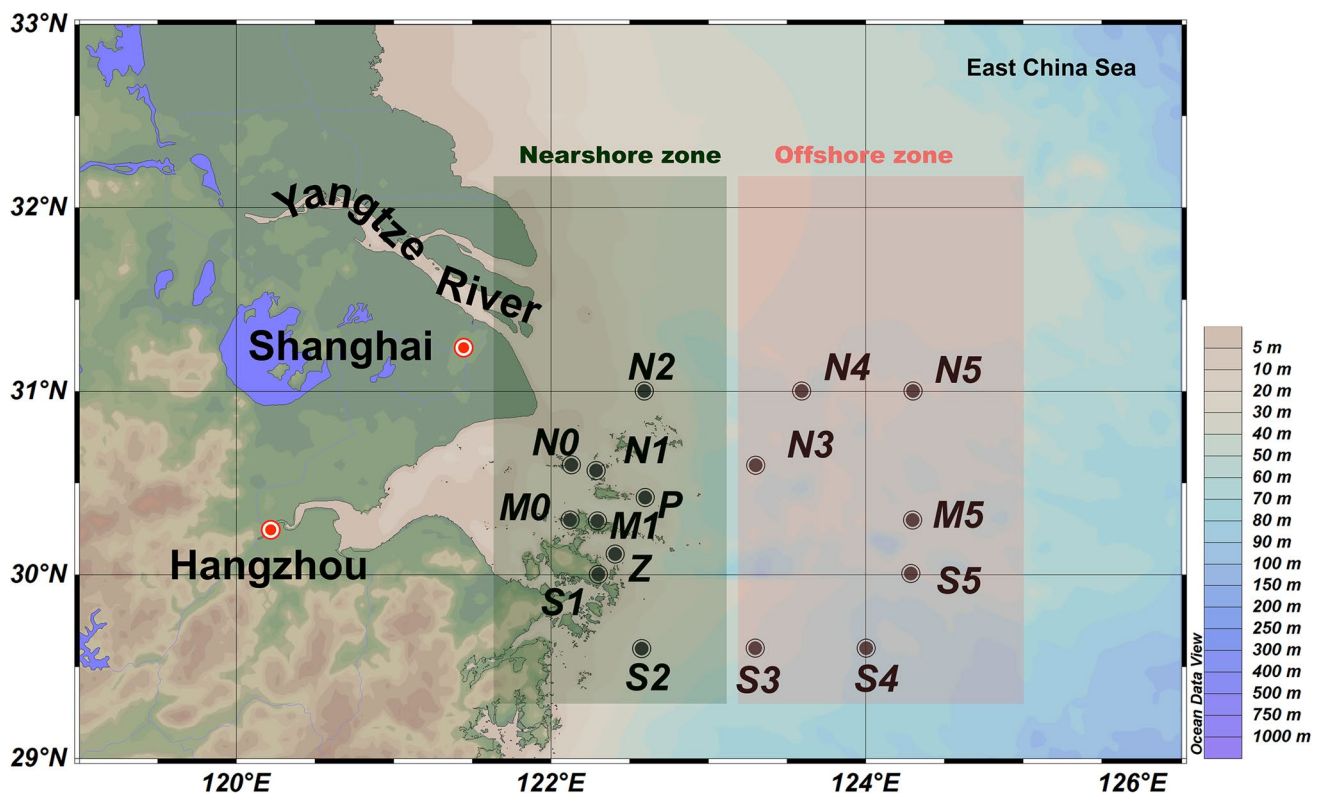 33°N
East China Sea
Nearshore zone
Offshore zone
32°N
Yangtze River
Shanghai
N2
N4
N5
31°N
N0
N1
N3
M0
P
M1
M5
Hangzhou
30°N
Z
S5
S1
S2
S3
S4
29°N
120°E
122°E
124°E
126°E
5 m
10 m
20 m
30 m
40 m
50 m
60 m
70 m
80 m
90 m
100 m
150 m
200 m
250 m
300 m
400 m
500 m
750 m
1000 m
Ocean Data View